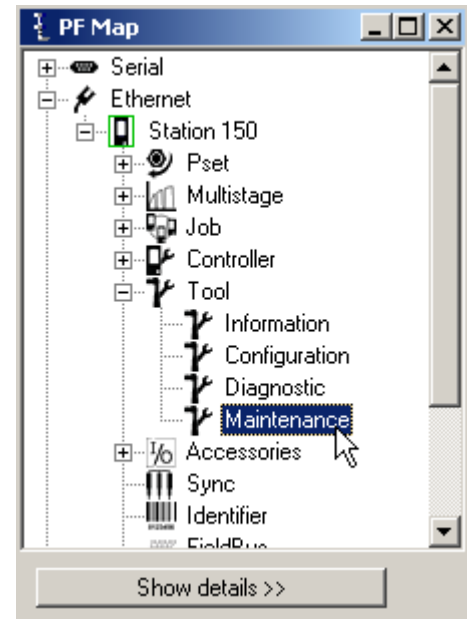 PF Map
Serial
Ethernet
Station 150
Pset
Multistage
Job
Controller
Tool
Information
Configuration
Diagnostic
Maintenance
I/o Accessories
Sync
Identifier
FieldBus
Show details >>